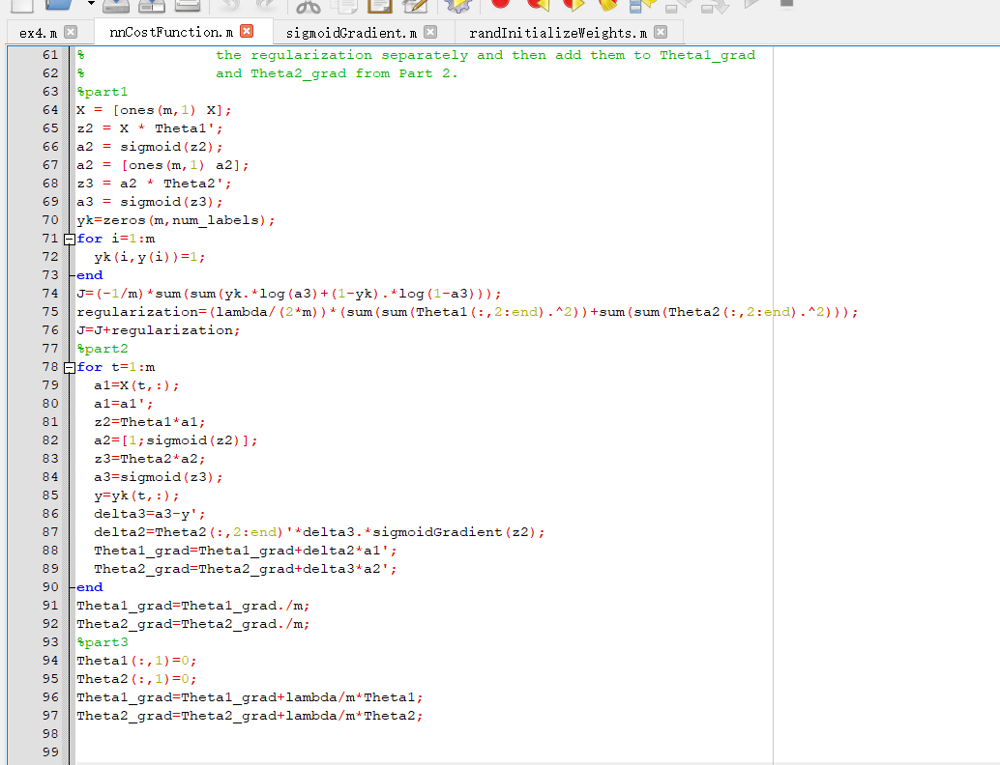 ex4.m nnCostFunction.m sigmoidGradient.m randInitializeWeights.m
61 % the regularization separately and then add them to Theta1_grad
62 % and Theta2_grad from Part 2.
63 %part1
64 X = [ones(m,1) X];
65 z2 = X * Theta1';
66 a2 = sigmoid(z2);
67 a2 = [ones(m,1) a2];
68 z3 = a2 * Theta2';
69 a3 = sigmoid(z3);
70 yk=zeros(m,num_labels);
71 for i=1:m
72 yk(i,y(i))=1;
73 end
74 J=(-1/m)*sum(sum(yk.*log(a3)+(1-yk).*log(1-a3)));
75 regularization=(lambda/(2*m))*(sum(sum(Theta1(:,2:end).^2))+sum(sum(Theta2(:,2:end).^2)));
76 J=J+regularization;
77 %part2
78 for t=1:m
79 a1=X(t,:);
80 a1=a1';
81 z2=Theta1*a1;
82 a2=[1;sigmoid(z2)];
83 z3=Theta2*a2;
84 a3=sigmoid(z3);
85 y=yk(t,:);
86 delta3=a3-y';
87 delta2=Theta2(:,2:end)'*delta3.*sigmoidGradient(z2);
88 Theta1_grad=Theta1_grad+delta2*a1';
89 Theta2_grad=Theta2_grad+delta3*a2';
90 end
91 Theta1_grad=Theta1_grad./m;
92 Theta2_grad=Theta2_grad./m;
93 %part3
94 Theta1(:,1)=0;
95 Theta2(:,1)=0;
96 Theta1_grad=Theta1_grad+lambda/m*Theta1;
97 Theta2_grad=Theta2_grad+lambda/m*Theta2;
98
99